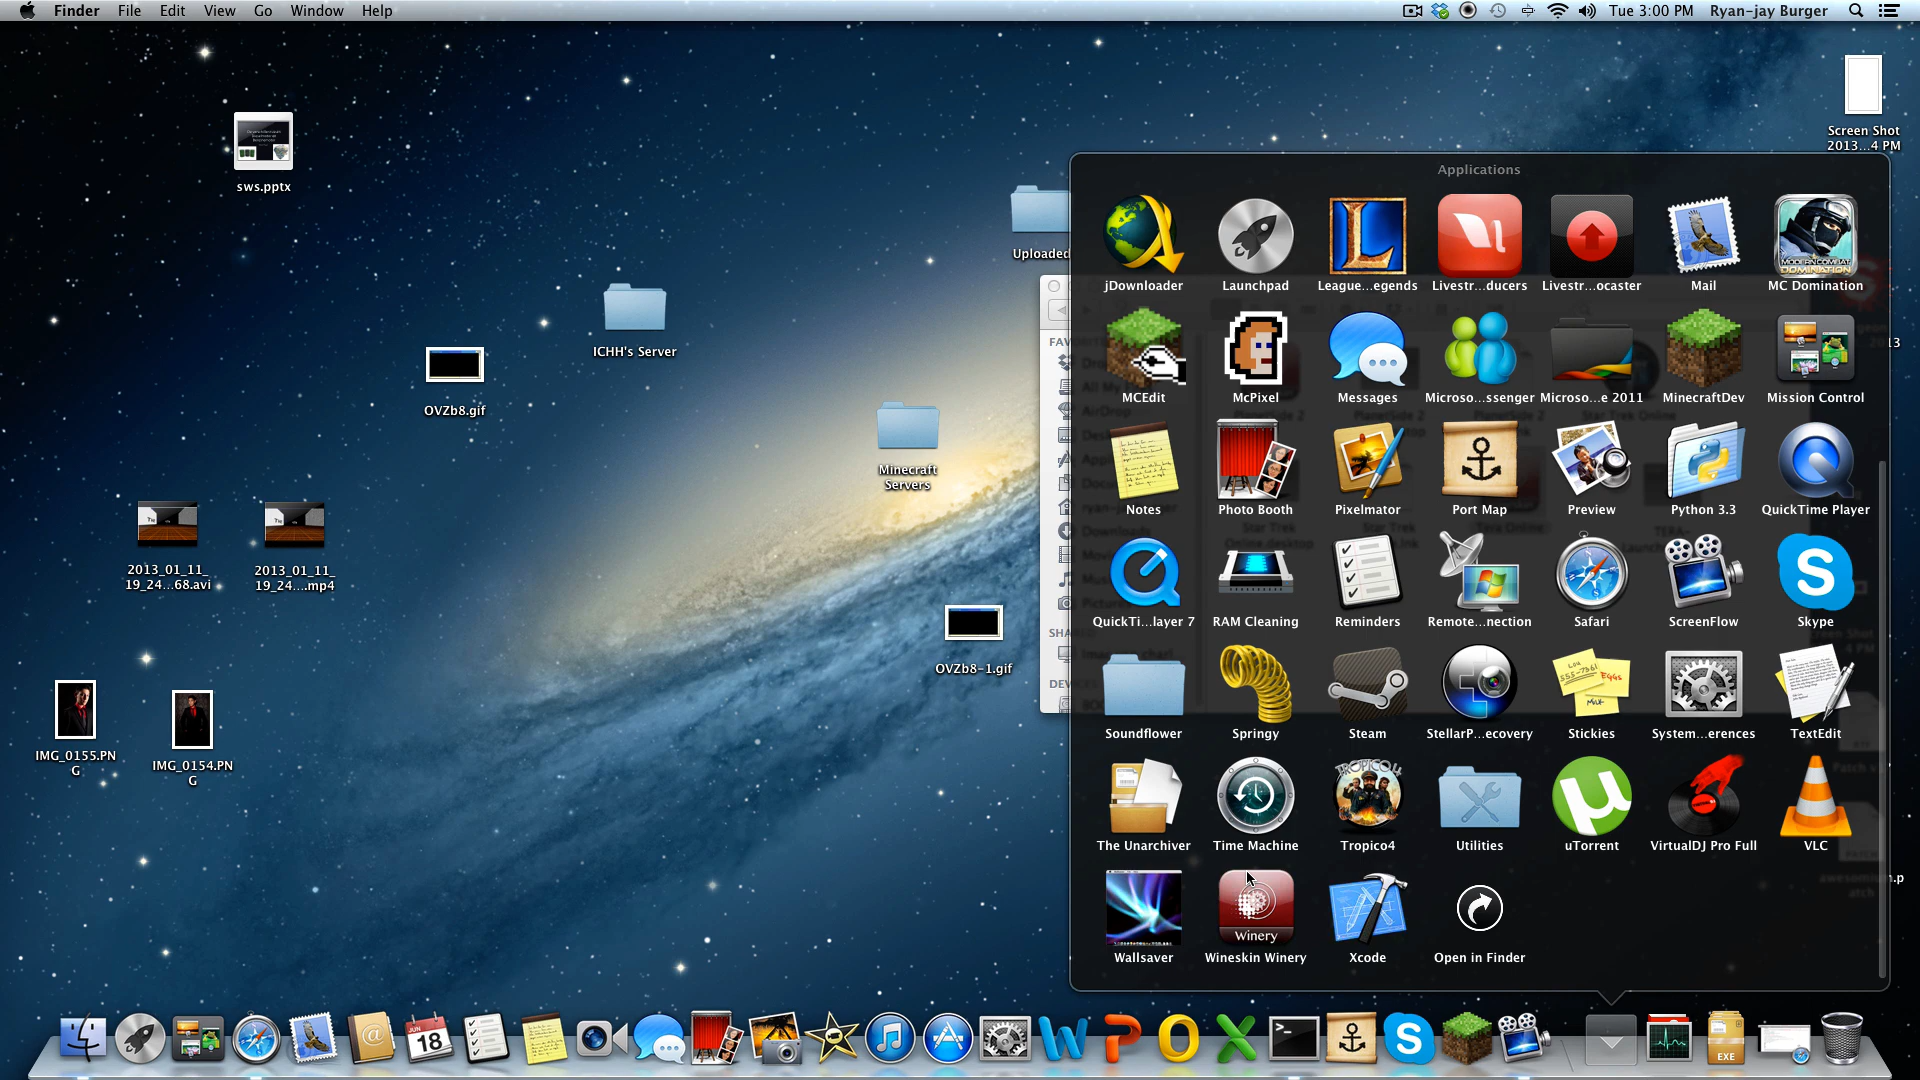 Finder File Edit View Go Window Help
Tue 3:00 PM Ryan-jay Burger
Screen Shot
2013...4 PM
sws.pptx
Uploaded
ICHH's Server
OVZb8.gif
Minecraft
Servers
2013_01_11_
19_24...68.avi
2013_01_11_
19_24....mp4
OVZb8-1.gif
IMG_0155.PN
G
IMG_0154.PN
G
Applications
jDownloader Launchpad League...egends Livestr...ducers Livestr...ocaster Mail MC Domination
MODERN COMBAT
DOMINATION
MCEdit McPixel Messages Microso...ssenger Microso...e 2011 MinecraftDev Mission Control
Notes Photo Booth Pixelmator Port Map Preview Python 3.3 QuickTime Player
QuickTi...layer 7 RAM Cleaning Reminders Remote...nection Safari ScreenFlow Skype
Soundflower Springy Steam StellarP...ecovery Stickies System...erences TextEdit
TROPICO 4
The Unarchiver Time Machine Tropico4 Utilities uTorrent VirtualDJ Pro Full VLC
Winery
Wallsaver Wineskin Winery Xcode Open in Finder
JUN
18
EXE